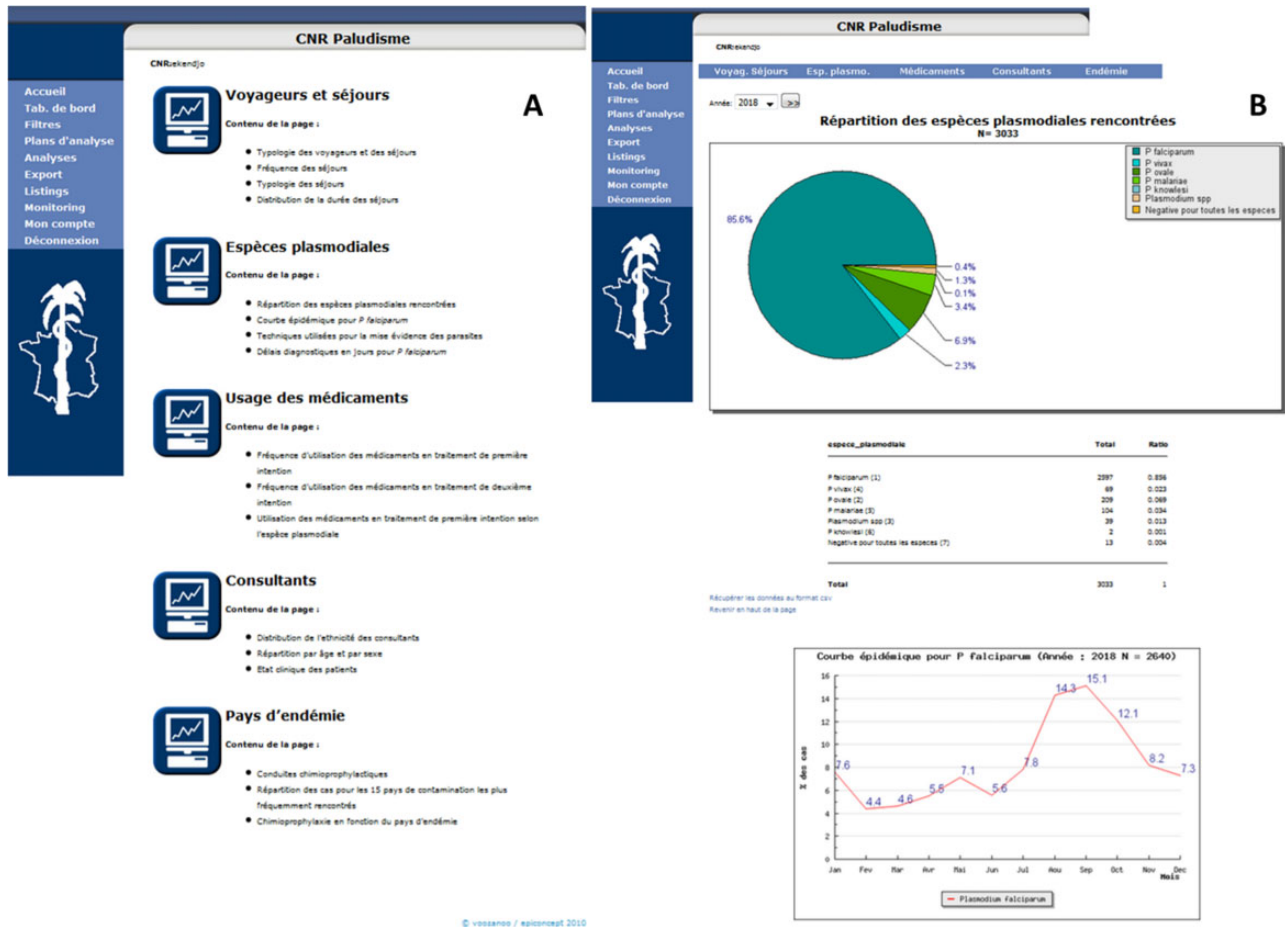 CNR Paludisme
CNR:ekendjo
A
Accueil
Tab. de bord
Filtres
Plans d'analyse
Analyses
Export
Listings
Monitoring
Mon compte
Déconnexion
Voyageurs et séjours
Contenu de la page :
Typologie des voyageurs et des séjours
Fréquence des séjours
Typologie des séjours
Distribution de la durée des séjours
Espèces plasmodiales
Contenu de la page :
Répartition des espèces plasmodiales rencontrées
Courbe épidémique pour P falciparum
Techniques utilisées pour la mise évidence des parasites
Délais diagnostiques en jours pour P falciparum
Usage des médicaments
Contenu de la page :
Fréquence d'utilisation des médicaments en traitement de première
intention
Fréquence d'utilisation des médicaments en traitement de deuxième
intention
Utilisation des médicaments en traitement de première intention selon
l'espèce plasmodiale
Consultants
Contenu de la page :
Distribution de l'ethnicité des consultants
Répartition par âge et par sexe
Etat clinique des patients
Pays d'endémie
Contenu de la page :
Conduites chimioprophylactiques
Répartition des cas pour les 15 pays de contamination les plus
fréquemment rencontrés
Chimioprophylaxie en fonction du pays d'endémie
© voozanoo / epiconcept 2010
CNR Paludisme
CNR:ekendjo
B
Accueil
Tab. de bord
Filtres
Plans d'analyse
Analyses
Export
Listings
Monitoring
Mon compte
Déconnexion
Voyag. Séjours Esp. plasmo. Médicaments Consultants Endémie
Année: 2018 >>
Répartition des espèces plasmodiales rencontrées
N= 3033
P falciparum
P vivax
P ovale
P malariae
P knowlesi
Plasmodium spp
Negative pour toutes les especes
85.6%
0.4%
1.3%
0.1%
3.4%
6.9%
2.3%
espece_plasmodiale Total Ratio
P falciparum (1) 2597 0.856
P vivax (4) 69 0.023
P ovale (2) 209 0.069
P malariae (3) 104 0.034
Plasmodium spp (3) 39 0.013
P knowlesi (6) 2 0.001
Negative pour toutes les especes (7) 13 0.004
Total 3033 1
Récupérer les données au format csv
Revenir en haut de la page
Courbe épidémique pour P falciparum (Année : 2018 N = 2640)
% des cas
16
14
12
10
8
6
4
2
0
7.6 4.4 4.6 5.5 7.1 5.6 7.8 14.3 15.1 12.1 8.2 7.3
Jan Fev Mar Avr Mai Jun Jul Aou Sep Oct Nov Dec
Mois
Plasmodium falciparum